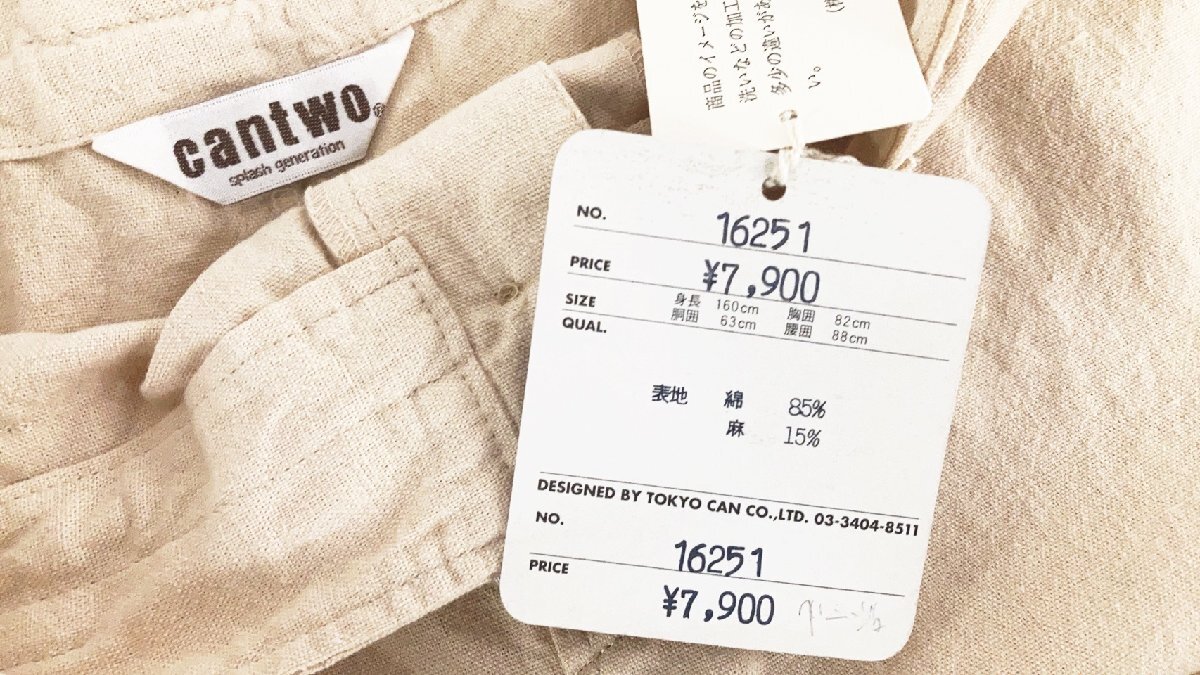 cantwo®
splash generation
商品のイメージを
洗いなどの加工
多少の違いがあ
い。
NO. 16251
PRICE ¥7,900
SIZE 身長 160cm 胸囲 82cm
胴囲 63cm 腰囲 88cm
QUAL.
表地 綿 85%
麻 15%
DESIGNED BY TOKYO CAN CO.,LTD. 03-3404-8511
NO. 16251
PRICE ¥7,900